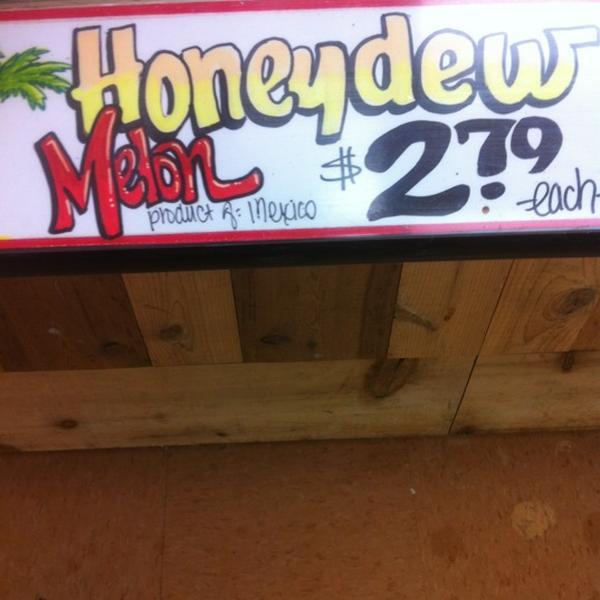 Honeydew
Melon $2.79 -each-
product of: Mexico